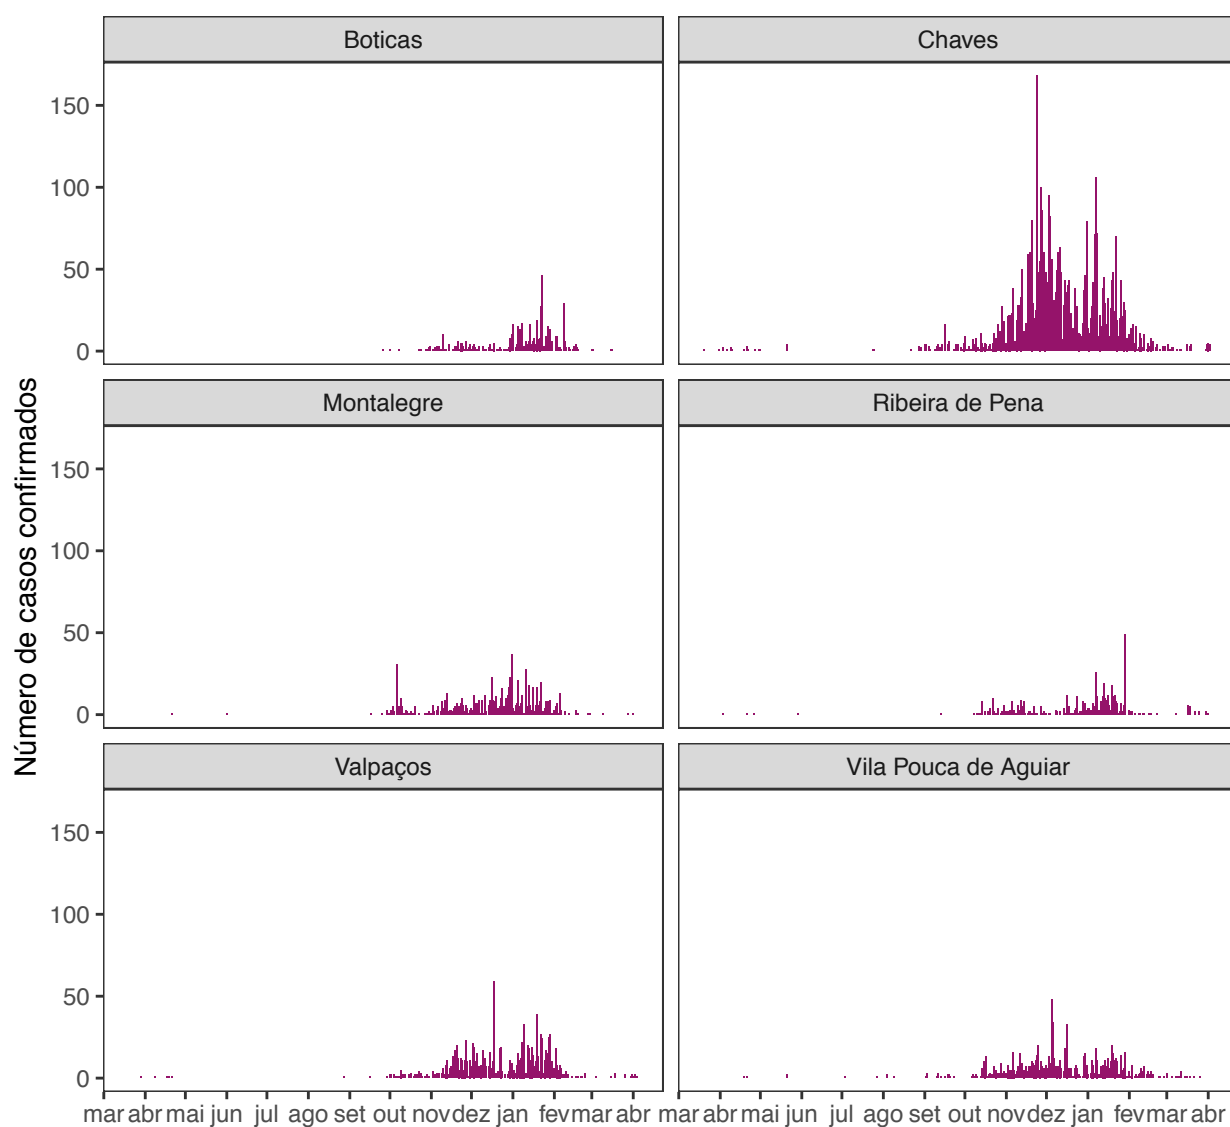 Boticas
Chaves
150
100
50
0
Montalegre
Ribeira de Pena
150
100
50
0
Número de casos confirmados
Valpaços
Vila Pouca de Aguiar
150
100
50
0
mar abr mai jun jul ago set out nov dez jan fev mar abr
mar abr mai jun jul ago set out nov dez jan fev mar abr